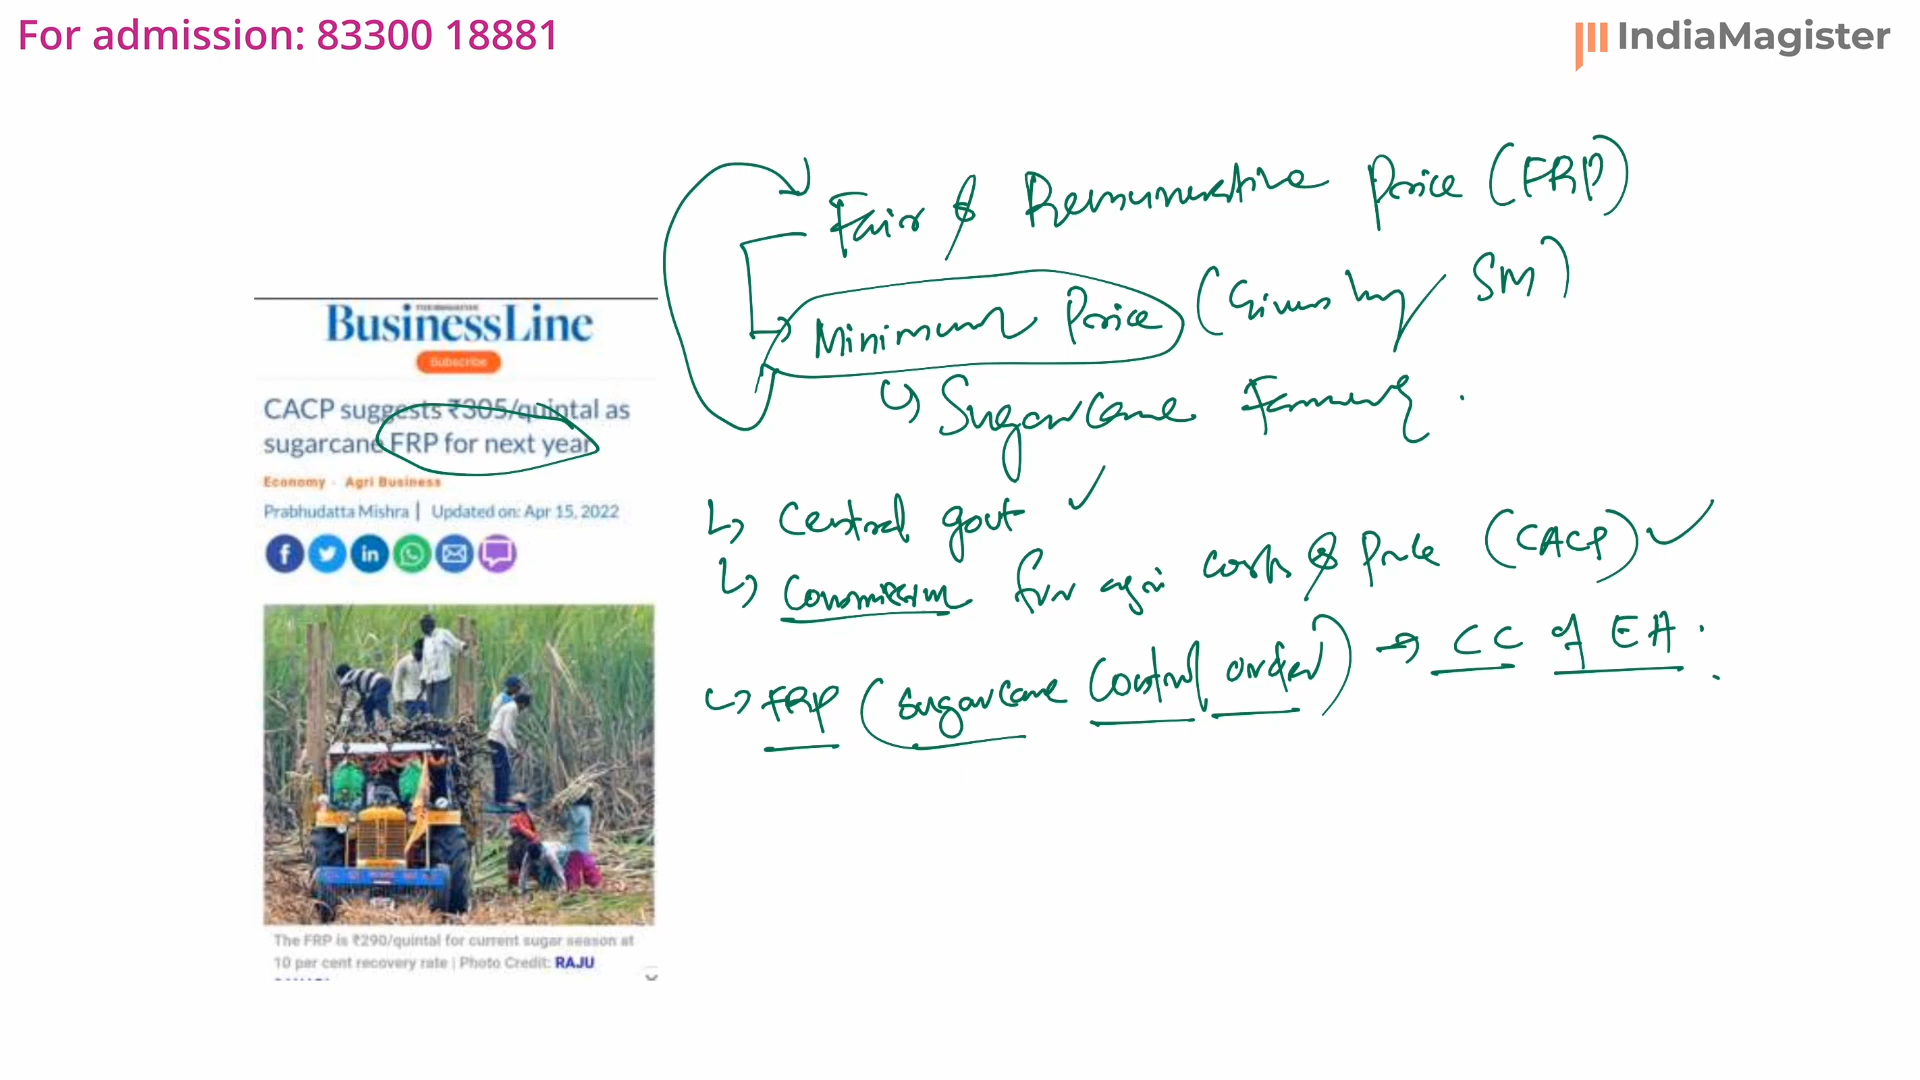 For admission: 83300 18881
IndiaMagister
BusinessLine
Subscribe
CACP suggests ₹305/quintal as
sugarcane FRP for next year
Economy - Agri Business
Prabhudatta Mishra | Updated on: Apr 15, 2022
The FRP is ₹290/quintal for current sugar season at
10 per cent recovery rate | Photo Credit: RAJU
Fair & Remunerative Price (FRP)
Minimum Price (Given by SM)
Sugarcane Farmers.
Central govt
Commission for agri costs & Price (CACP)
FRP (Sugarcane Control order) → CC of EA.